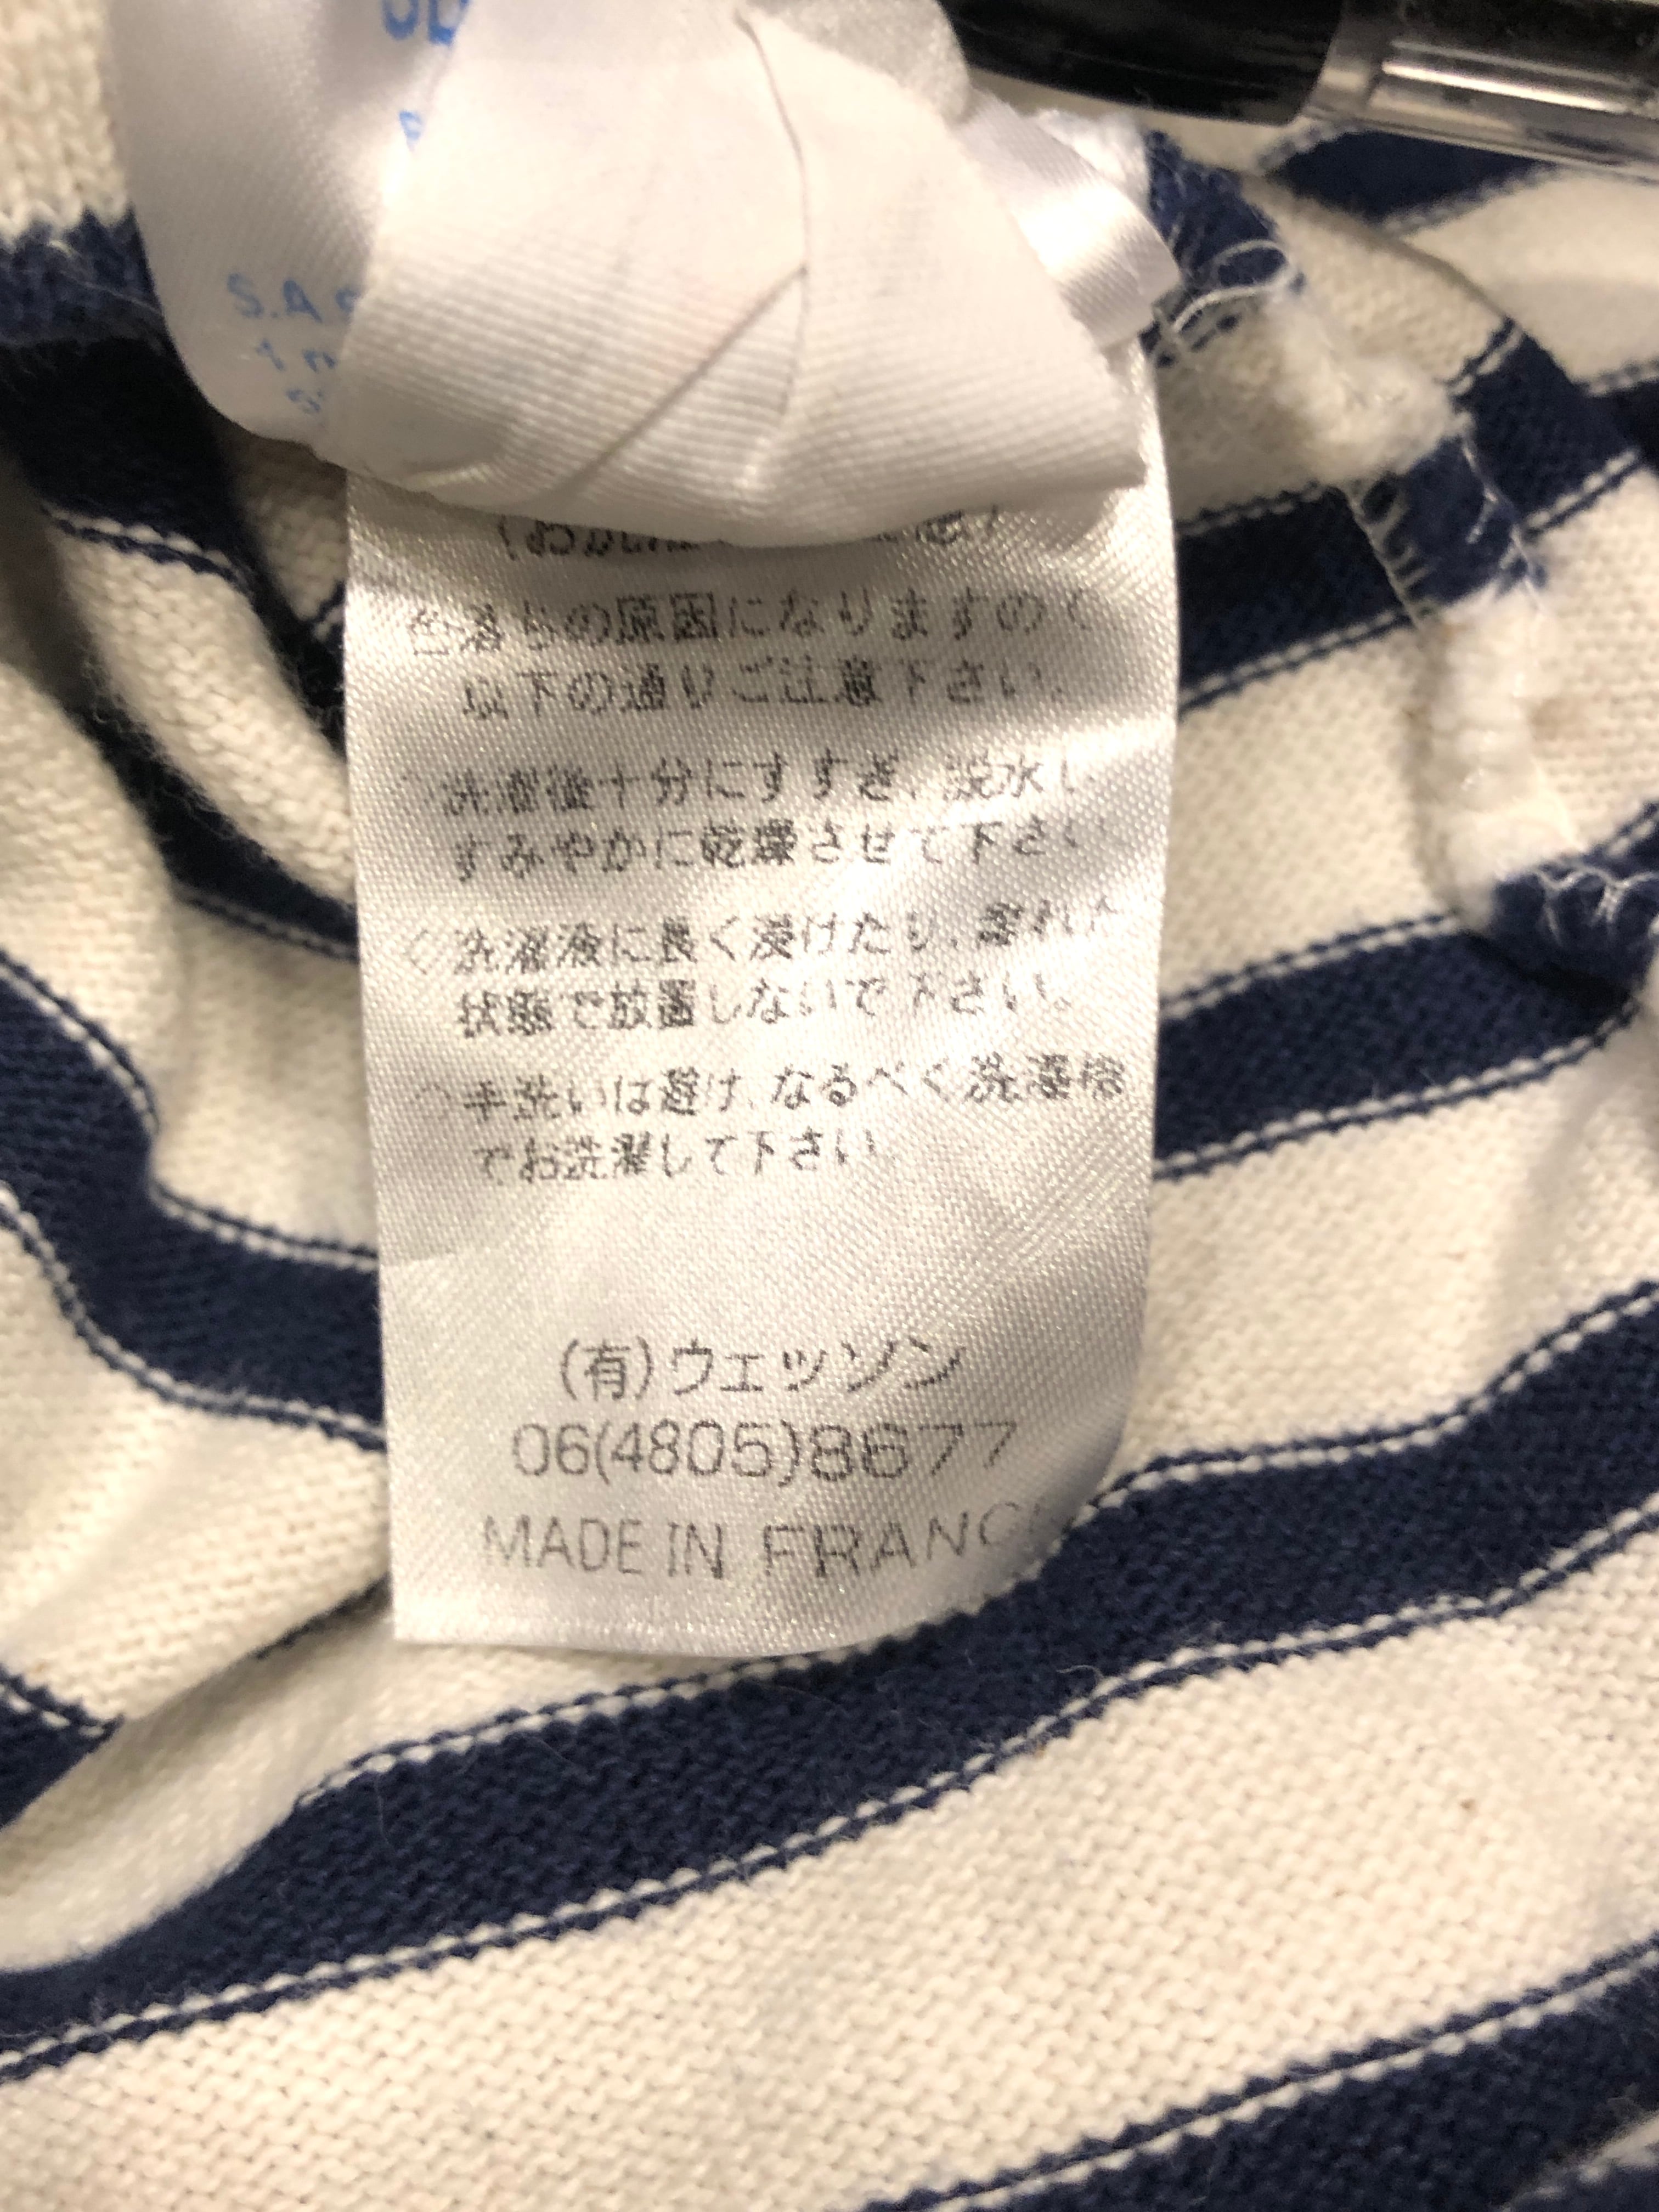 S.A
色落ちの原因になりますので
以下の通りご注意下さい。
洗濯後十分にすすぎ、脱水し
すみやかに乾燥させて下さい
◇洗濯液に長く浸けたり、濡れた
状態で放置しないで下さい。
◇手洗いは避け、なるべく洗濯機
でお洗濯して下さい。
(有)ウェッソン
06(4805)8677
MADE IN FRANC